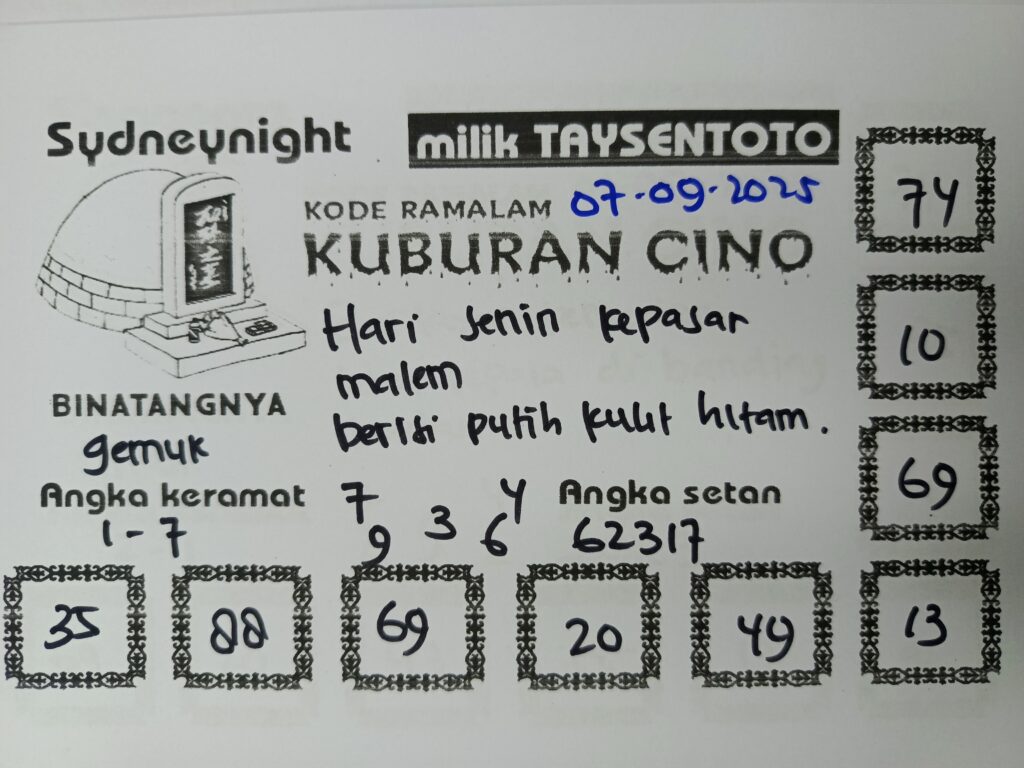 Sydneynight
milik TAYSENTOTO
KODE RAMALAM 07-09-2025
KUBURAN CINO
Hari senin kepasar
malem
berisi putih kulit hitam.
BINATANGNYA
gemuk
Angka keramat
1-7
7 3 4
9 6
Angka setan
62317
74
10
69
13
35
88
69
20
49